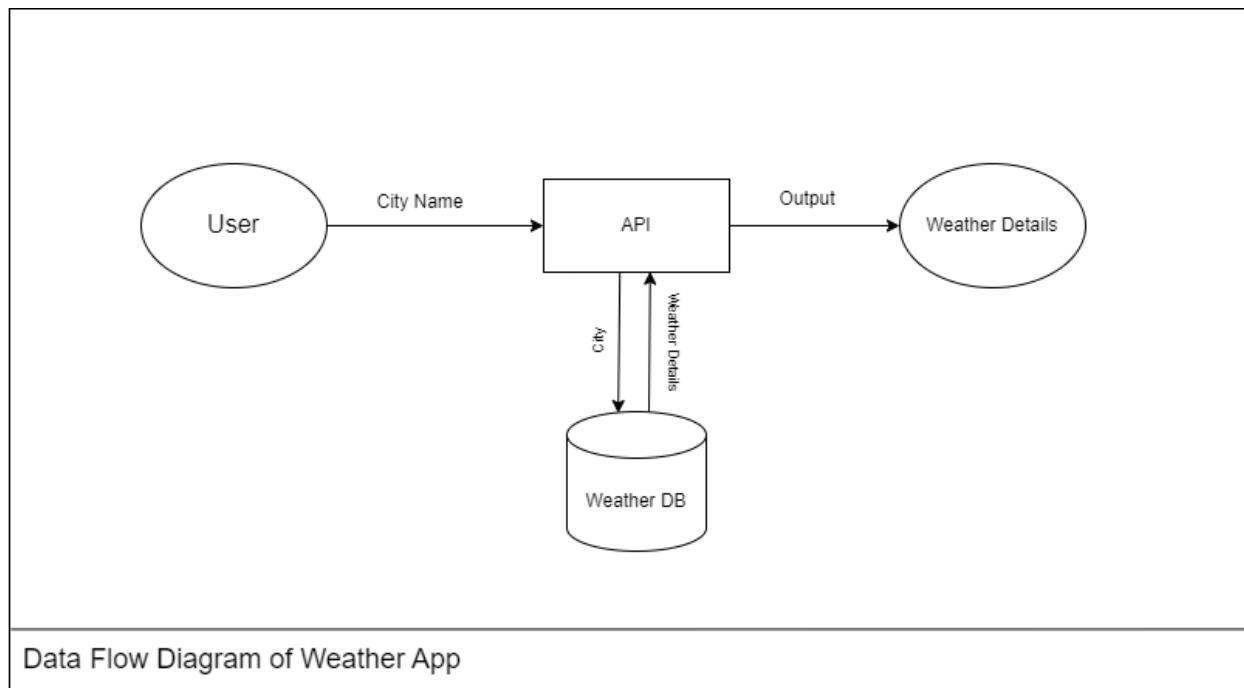 User
City Name
API
Output
Weather Details
City
Weather Details
Weather DB
Data Flow Diagram of Weather App